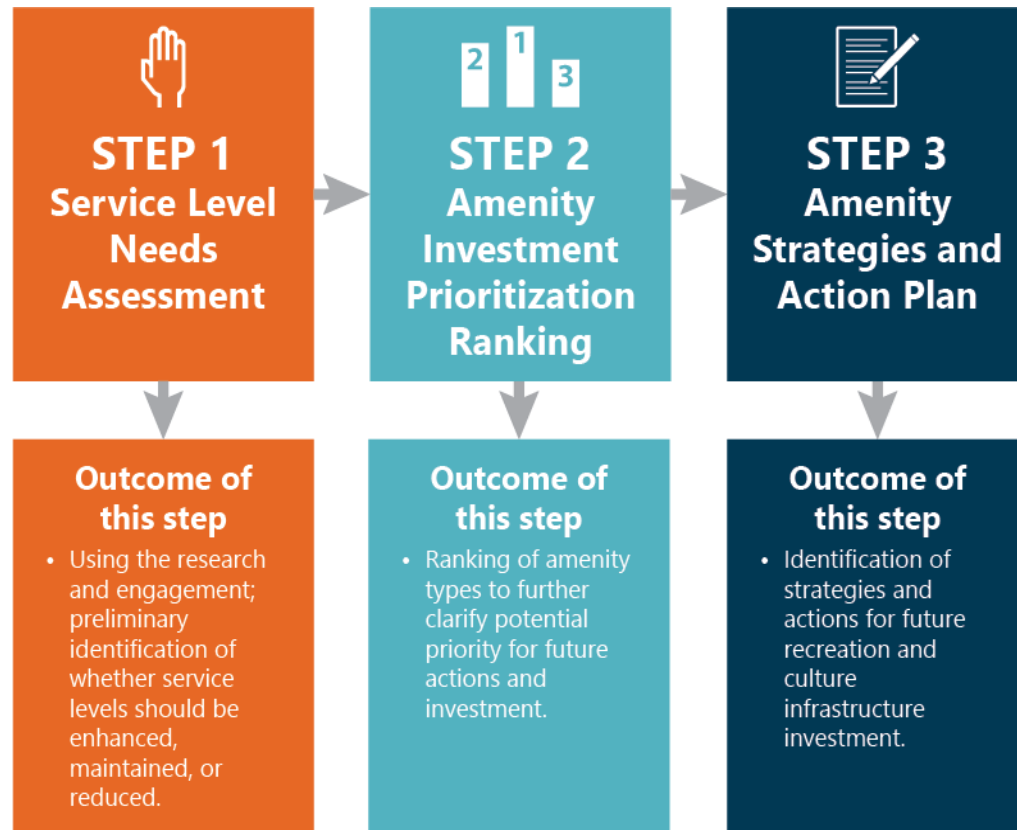 2
1
3
STEP 1
Service Level
Needs
Assessment
STEP 2
Amenity
Investment
Prioritization
Ranking
STEP 3
Amenity
Strategies and
Action Plan
Outcome of
this step
• Using the research
and engagement;
preliminary
identification of
whether service
levels should be
enhanced,
maintained, or
reduced.
Outcome of
this step
• Ranking of amenity
types to further
clarify potential
priority for future
actions and
investment.
Outcome of
this step
• Identification of
strategies and
actions for future
recreation and
culture
infrastructure
investment.